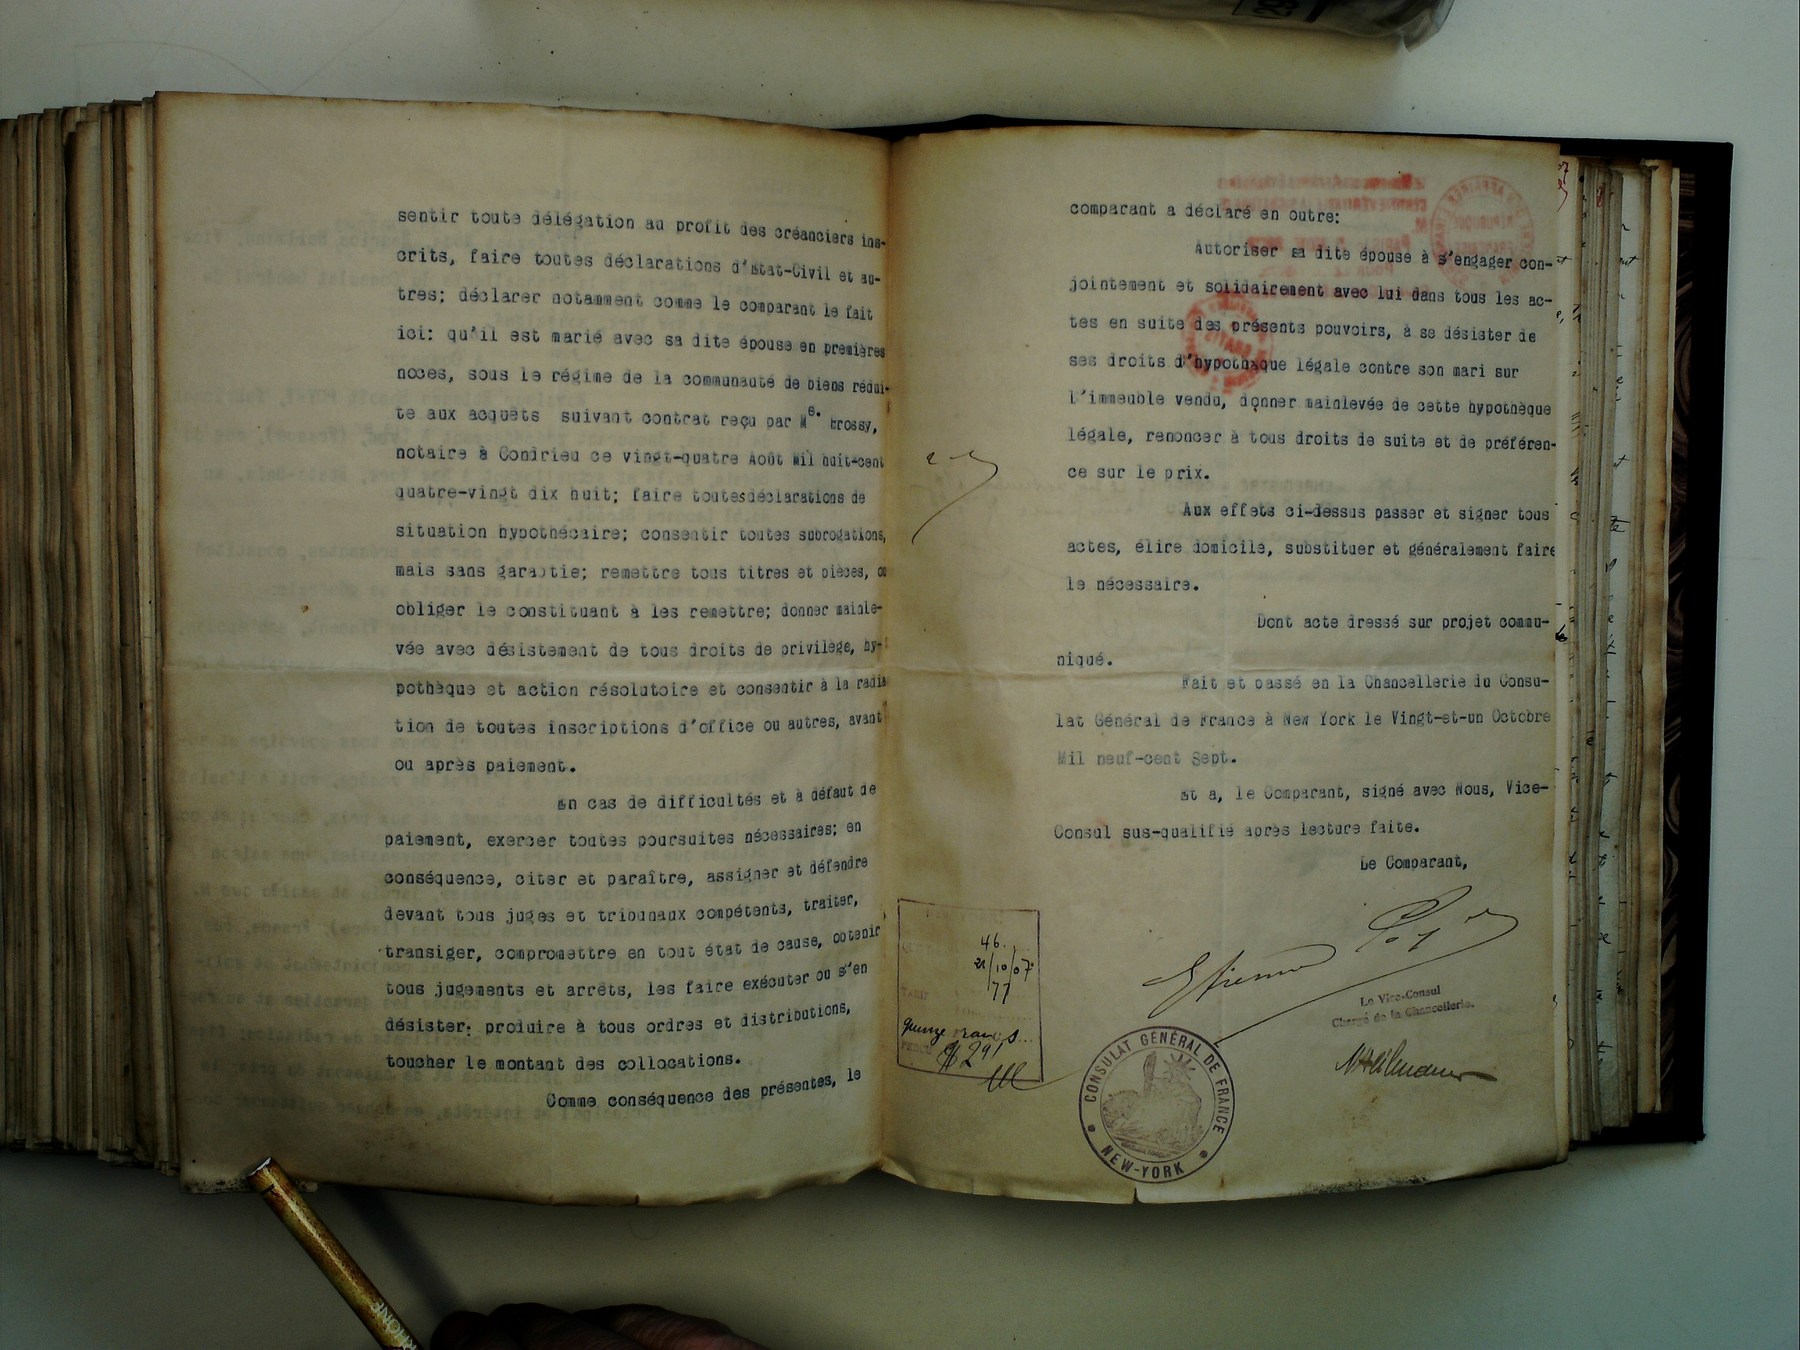 sentir toute délégation au profit des créanciers ins-
crits, faire toutes déclarations d'Etat-Civil et au-
tres; déclarer notamment comme le comparant le fait
ici: qu'il est marié avec sa dite épouse en premières
noces, sous le régime de la communauté de biens rédui-
te aux acquêts suivant contrat reçu par Me. Brossy,
notaire à Condrieu ce vingt-quatre Août Mil huit-cent
quatre-vingt dix huit; faire toutes déclarations de
situation hypothécaire; consentir toutes subrogations,
mais sans garantie; remettre tous titres et pièces, ou
obliger le constituant à les remettre; donner mainle-
vée avec désistement de tous droits de privilège, hy-
pothèque et action résolutoire et consentir à la radia
tion de toutes inscriptions d'office ou autres, avant
ou après paiement.
En cas de difficultés et à défaut de
paiement, exercer toutes poursuites nécessaires; en
conséquence, citer et paraître, assigner et défendre
devant tous juges et tribunaux compétents, traiter,
transiger, compromettre en tout état de cause, obtenir
tous jugements et arrêts, les faire exécuter ou s'en
désister: produire à tous ordres et distributions,
toucher le montant des collocations.
Comme conséquence des présentes, le
comparant a déclaré en outre:
Autoriser sa dite épouse à s'engager con-
jointement et solidairement avec lui dans tous les ac-
tes en suite des présents pouvoirs, à se désister de
ses droits d'hypothèque légale contre son mari sur
l'immeuble vendu, donner mainlevée de cette hypothèque
légale, renoncer à tous droits de suite et de préféren-
ce sur le prix.
Aux effets ci-dessus passer et signer tous
actes, élire domicile, substituer et généralement faire
le nécessaire.
Dont acte dressé sur projet commu-
niqué.
Fait et passé en la Chancellerie du Consu-
lat Général de France à New York le Vingt-et-un Octobre
Mil neuf-cent Sept.
Et a, le Comparant, signé avec Nous, Vice-
Consul sus-qualifié après lecture faite.
Le Comparant,
Etienne
Le Vice-Consul
Chargé de la Chancellerie.
46.
21/10/07
77
quinze francs
$ 2 91
CONSULAT GÉNÉRAL DE FRANCE
NEW-YORK